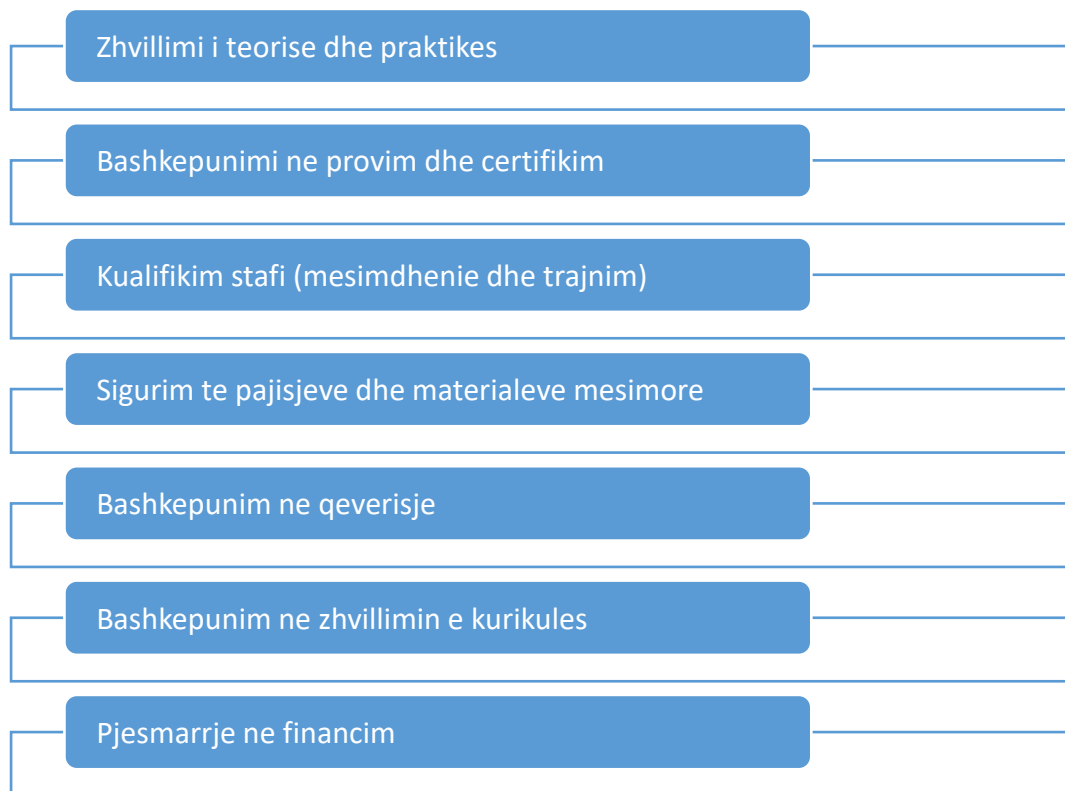 Zhvillimi i teorise dhe praktikes
Bashkepunimi ne provim dhe certifikim
Kualifikim stafi (mesimdhenie dhe trajnim)
Sigurim te pajisjeve dhe materialeve mesimore
Bashkepunim ne qeverisje
Bashkepunim ne zhvillimin e kurikules
Pjesmarrje ne financim